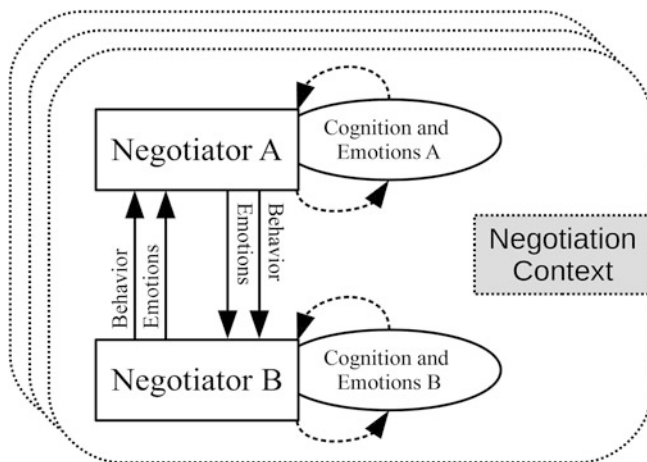 Negotiator A
Cognition and
Emotions A
Behavior
Emotions
Emotions
Behavior
Negotiation
Context
Negotiator B
Cognition and
Emotions B